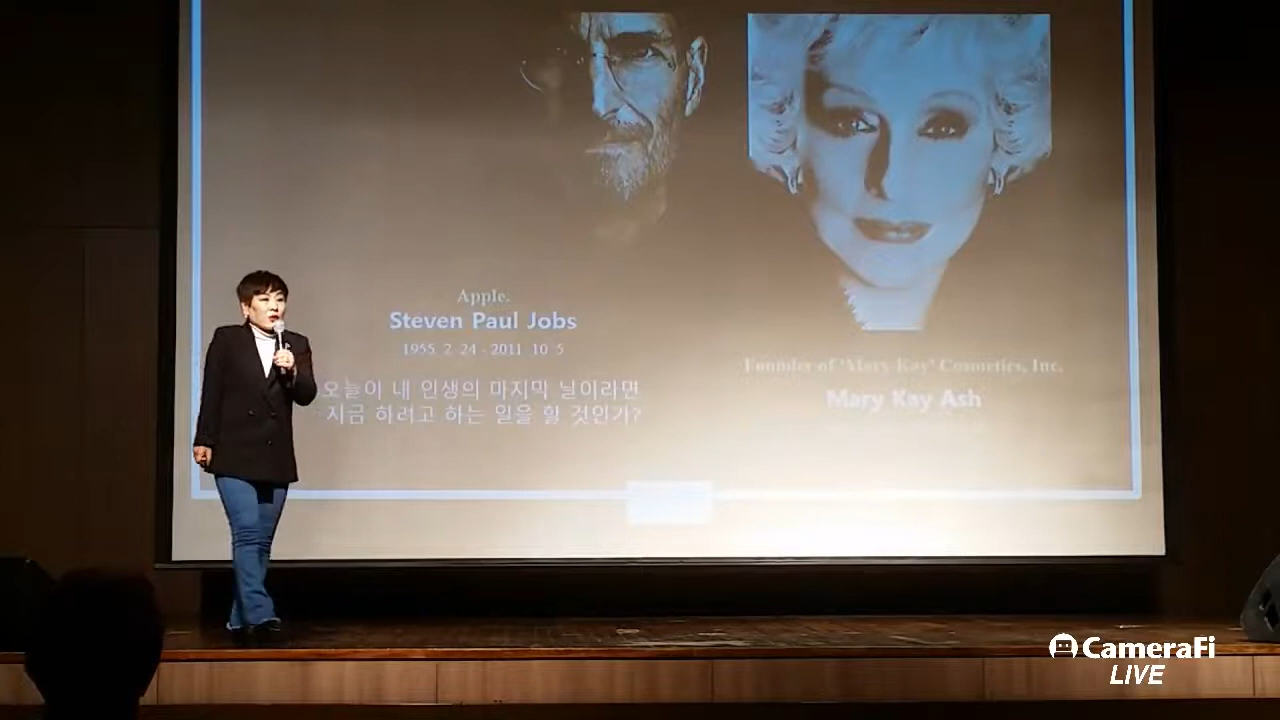 Apple.
Steven Paul Jobs
1955. 2. 24 - 2011. 10. 5
오늘이 내 인생의 마지막 날이라면
지금 하려고 하는 일을 할 것인가?
Founder of 'Mary Kay' Cosmetics, Inc.
Mary Kay Ash
CameraFi
LIVE